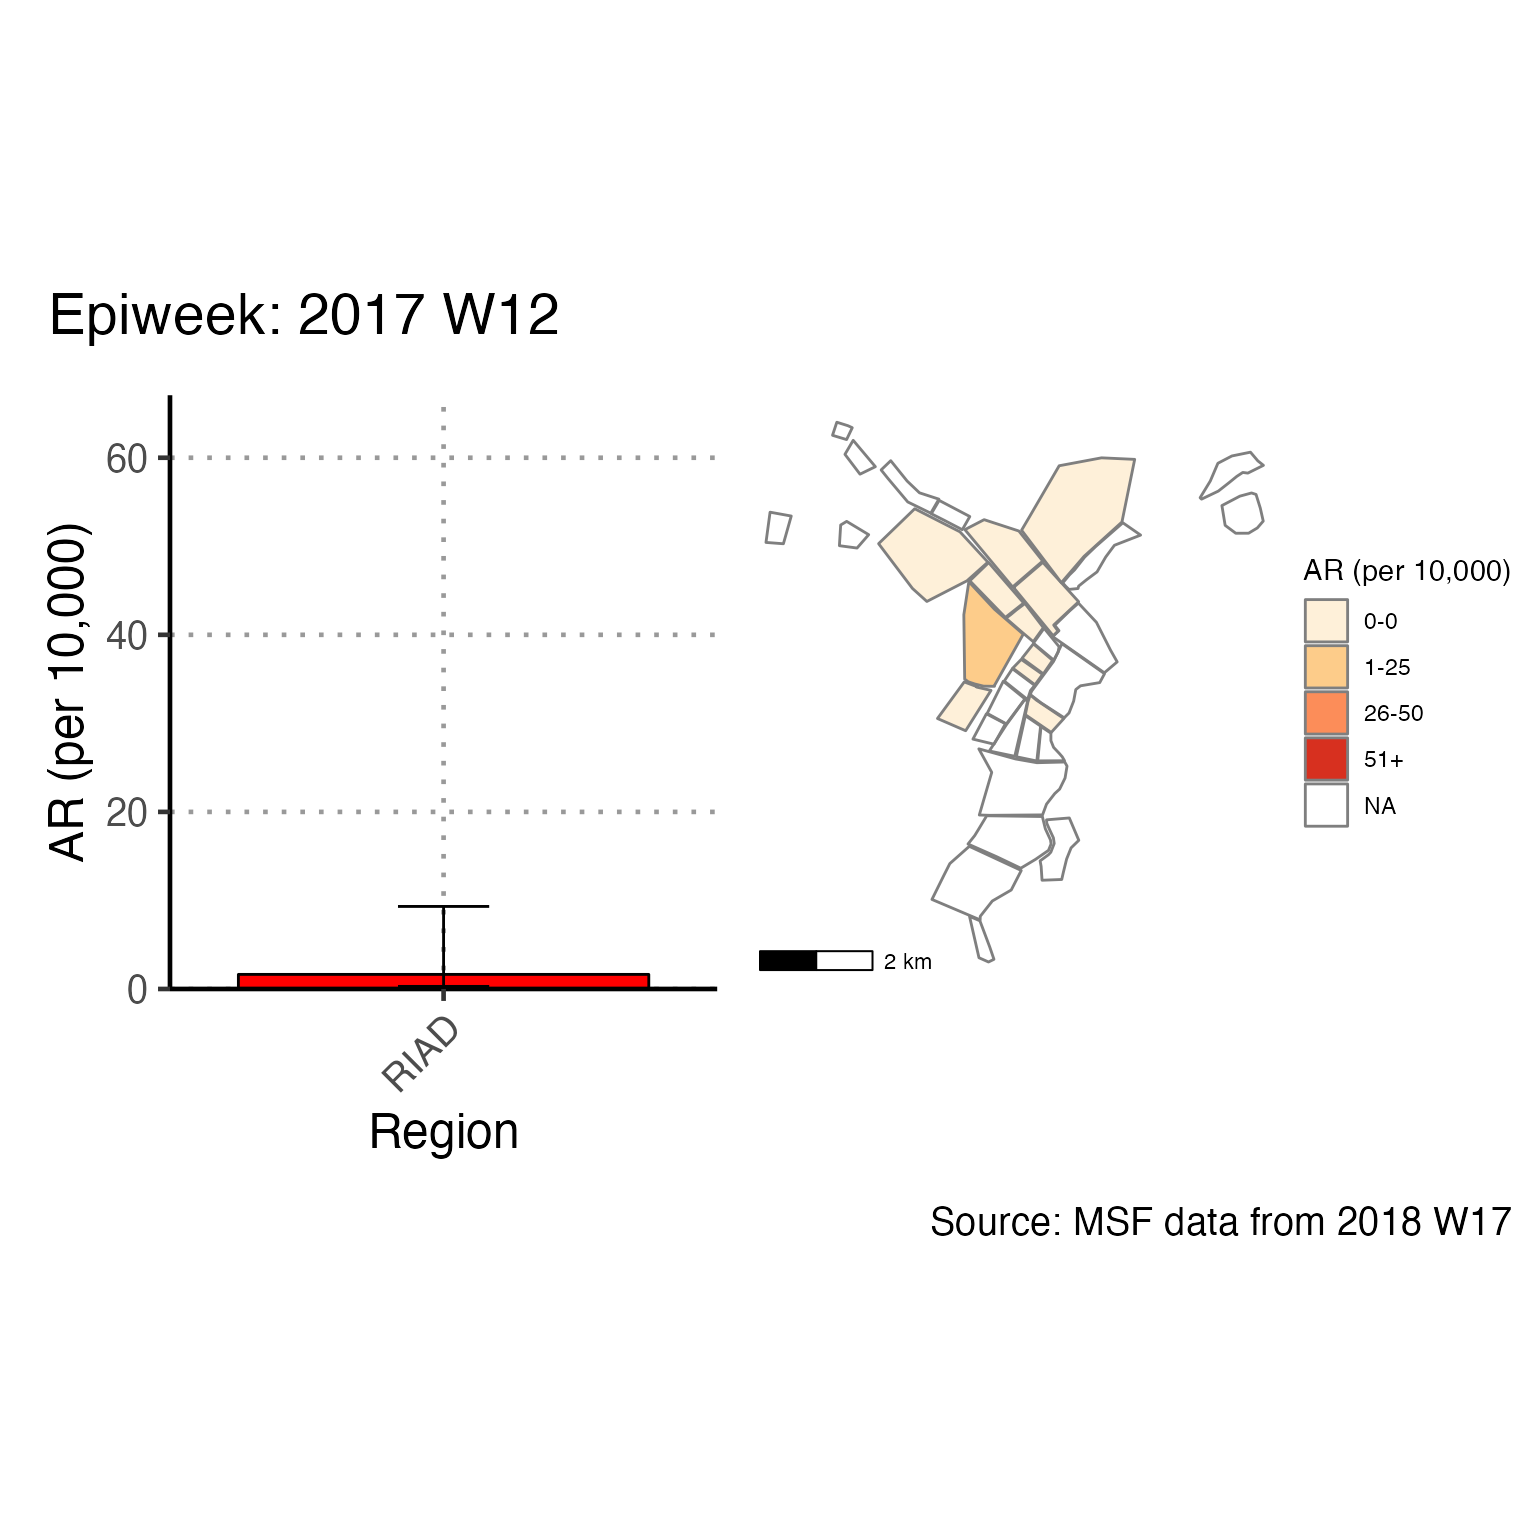 Epiweek: 2017 W12
AR (per 10,000)
60
40
20
0
RIAD
Region
2 km
AR (per 10,000)
0-0
1-25
26-50
51+
NA
Source: MSF data from 2018 W17